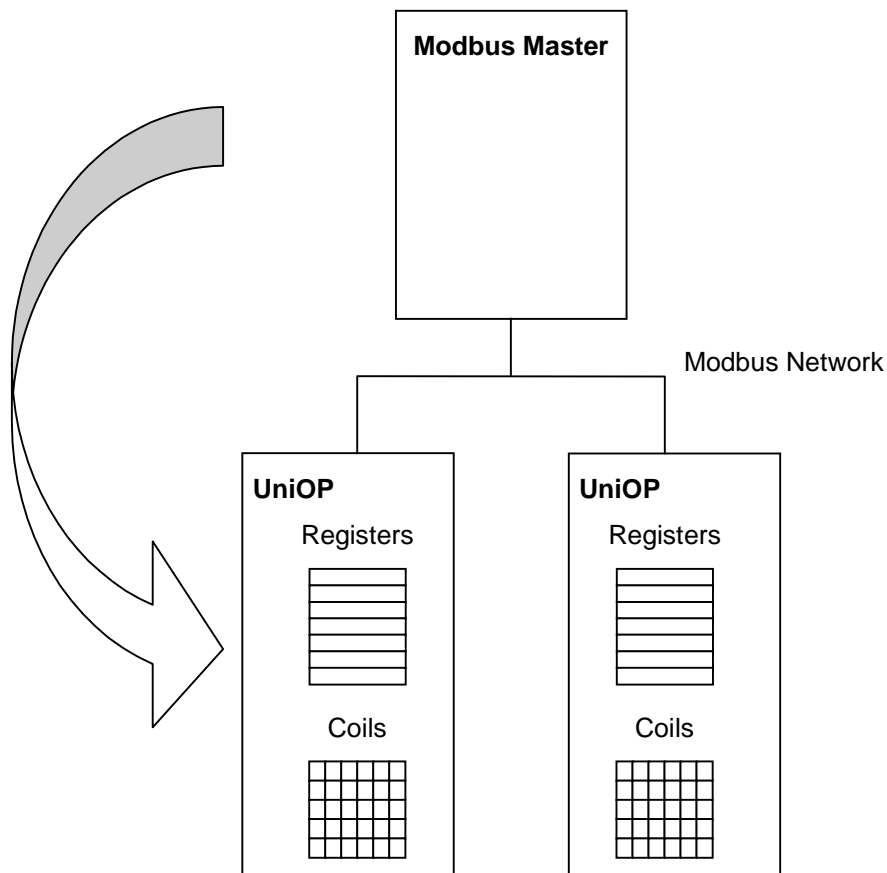 Modbus Master
Modbus Network
UniOP
Registers
Coils
UniOP
Registers
Coils